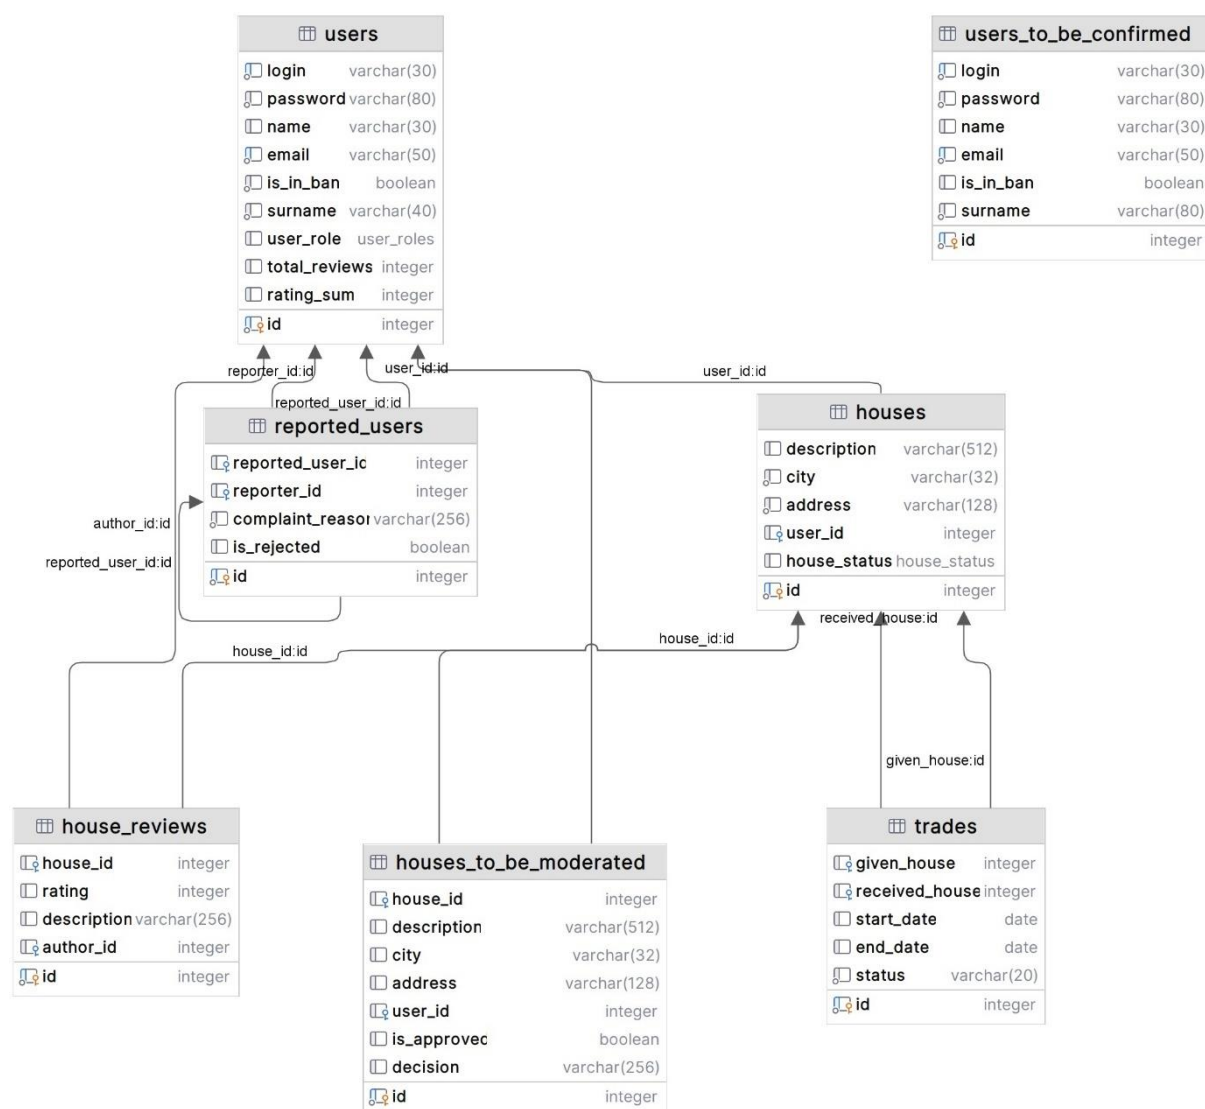 users
login varchar(30)
password varchar(80)
name varchar(30)
email varchar(50)
is_in_ban boolean
surname varchar(40)
user_role user_roles
total_reviews integer
rating_sum integer
id integer
users_to_be_confirmed
login varchar(30)
password varchar(80)
name varchar(30)
email varchar(50)
is_in_ban boolean
surname varchar(80)
id integer
reporter_id:id
user_id:id
user_id:id
reported_user_id:id
reported_users
reported_user_id integer
reporter_id integer
complaint_reasor varchar(256)
is_rejected boolean
id integer
houses
description varchar(512)
city varchar(32)
address varchar(128)
user_id integer
house_status house_status
id integer
author_id:id
reported_user_id:id
received_house:id
house_id:id
house_id:id
given_house:id
house_reviews
house_id integer
rating integer
description varchar(256)
author_id integer
id integer
houses_to_be_moderated
house_id integer
description varchar(512)
city varchar(32)
address varchar(128)
user_id integer
is_approved boolean
decision varchar(256)
id integer
trades
given_house integer
received_house integer
start_date date
end_date date
status varchar(20)
id integer